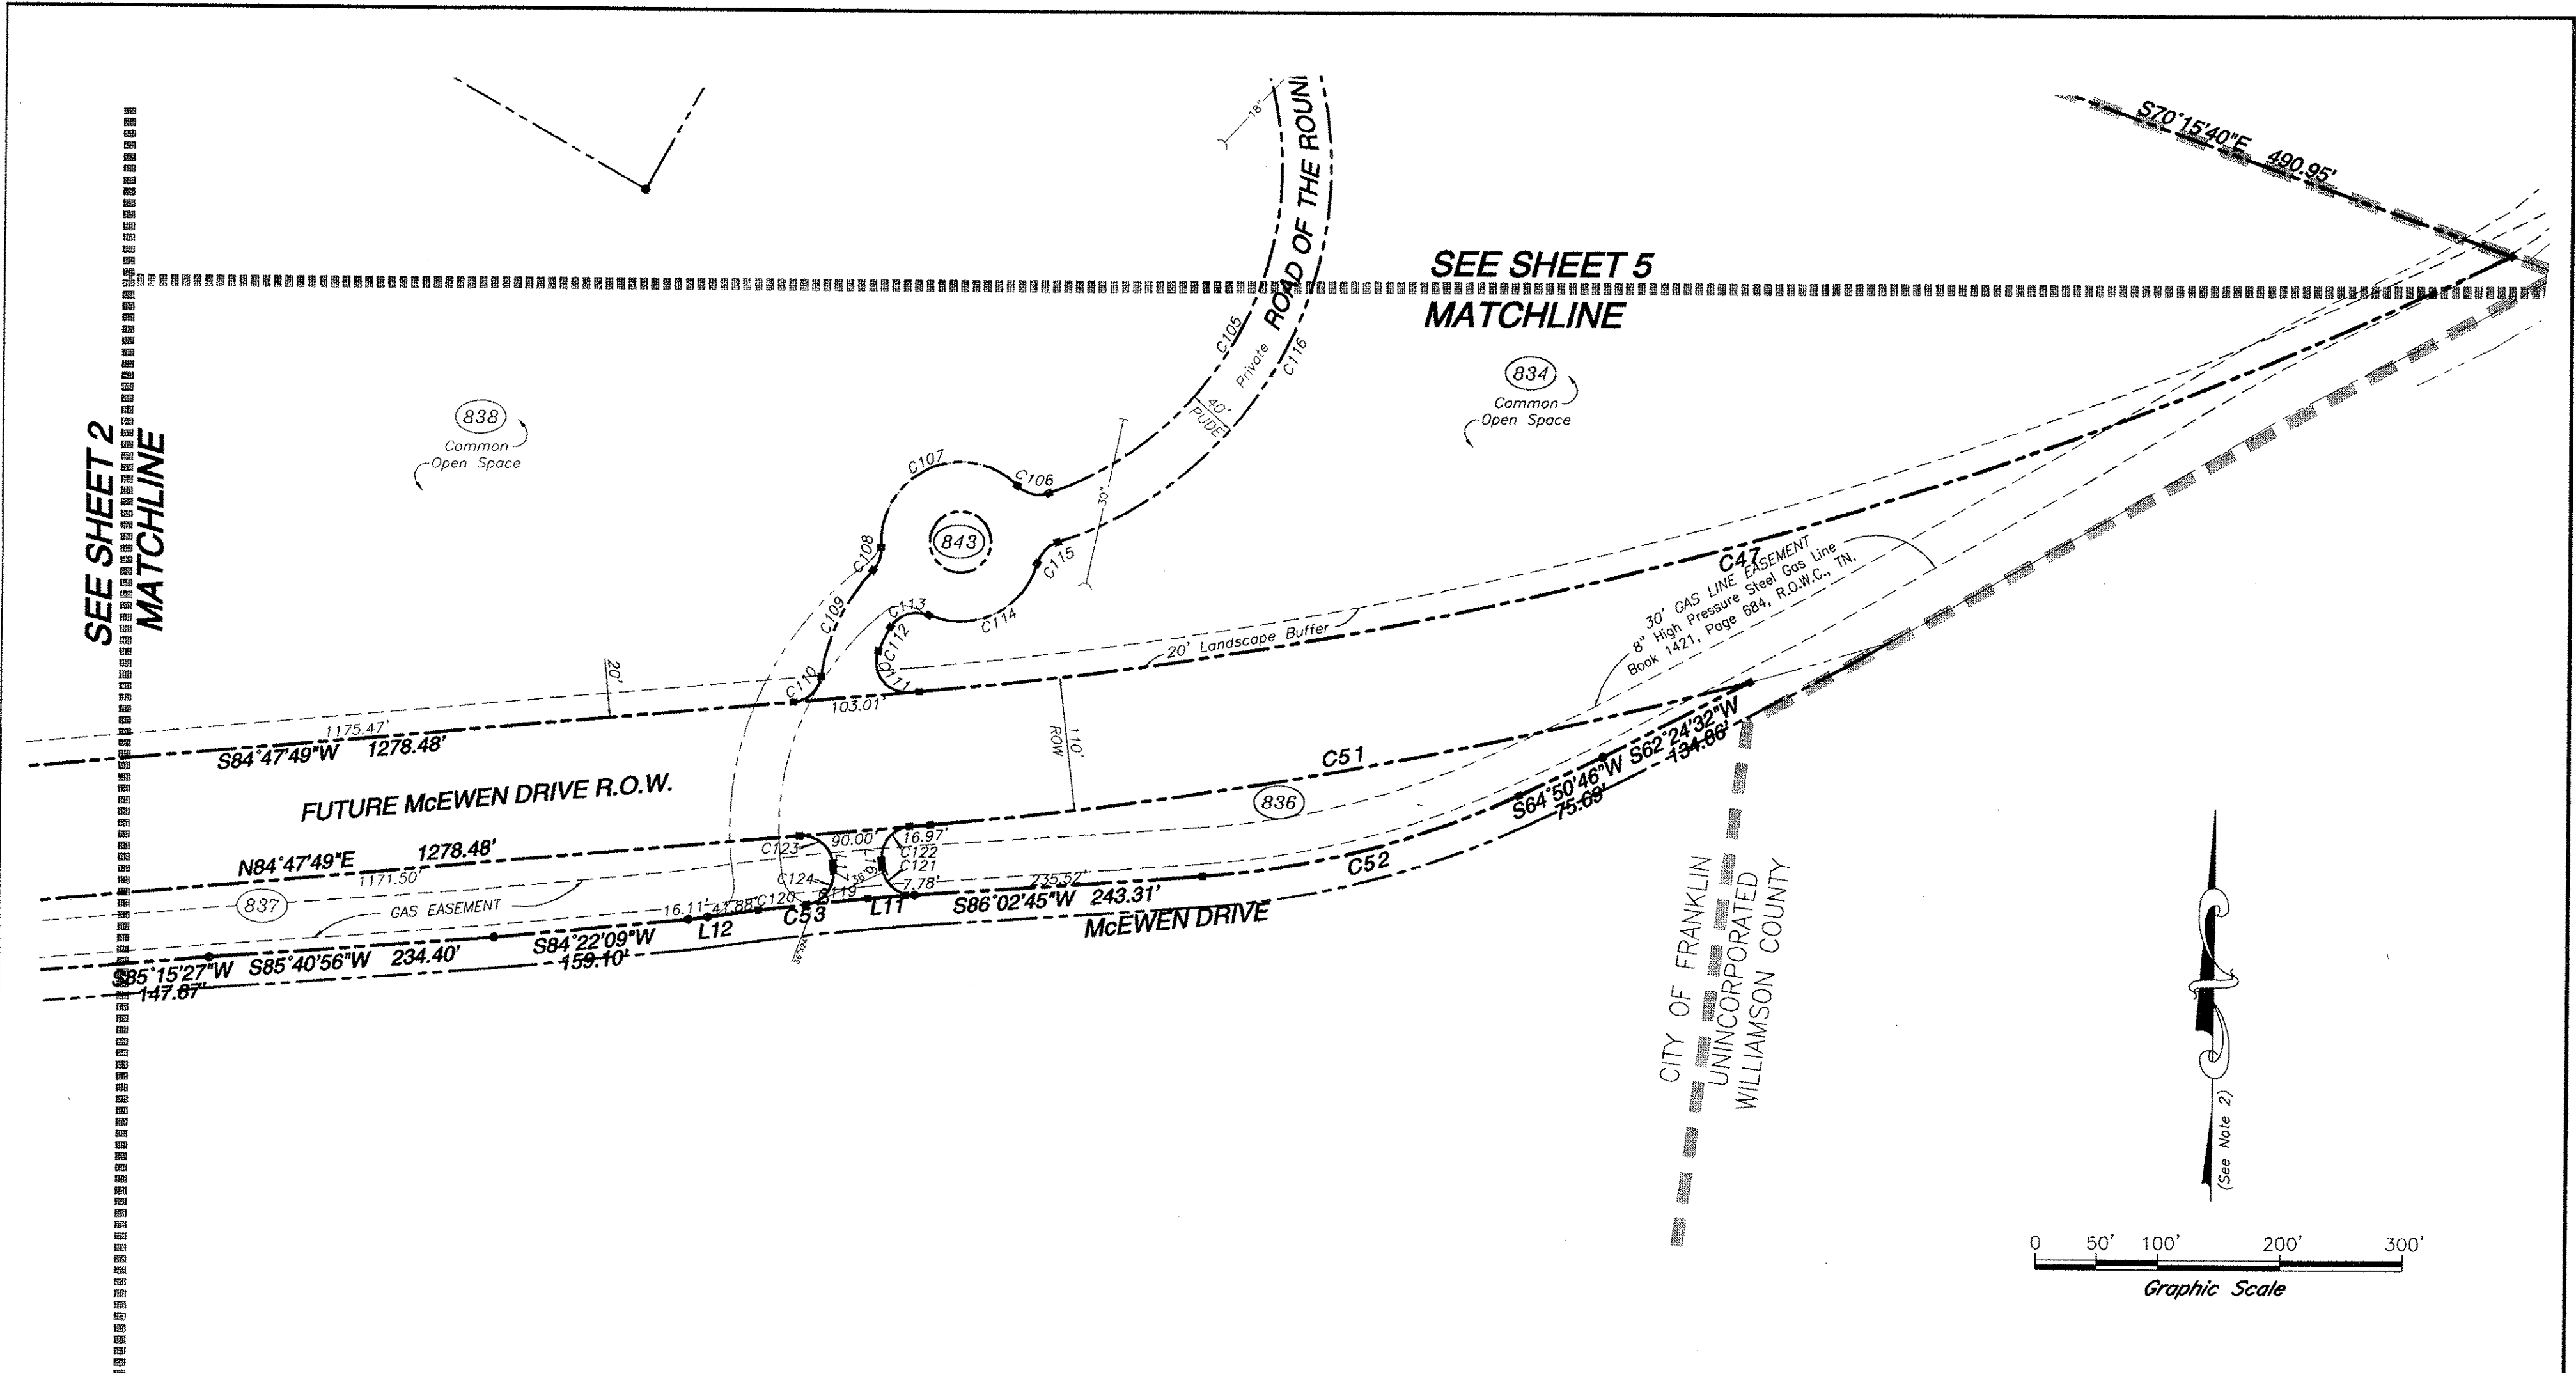 18"
ROAD OF THE ROUN
S70°15'40"E 490.95'
SEE SHEET 5
MATCHLINE
SEE SHEET 2
MATCHLINE
C105
Private
C116
40'
PUDE
834
Common
Open Space
838
Common
Open Space
C107
C106
30"
843
C108
C115
C109
C113
C114
C112
C111
C110
103.01'
20'
20' Landscape Buffer
C47
30' GAS LINE EASEMENT
8" High Pressure Steel Gas Line
Book 1421, Page 684, R.O.W.C., TN.
1175.47'
S84°47'49"W 1278.48'
110'
ROW
FUTURE McEWEN DRIVE R.O.W.
C51
836
S62°24'32"W
134.86'
S64°50'46"W
75.69'
N84°47'49"E 1278.48'
1171.50'
837
GAS EASEMENT
90.00'
16.97'
C123
C122
C121
C124
L17
7.78'
C119
C120
16.11'
43.88'
L12
C53
L11
235.52'
S86°02'45"W 243.31'
C52
McEWEN DRIVE
S84°22'09"W
159.10'
S85°40'56"W 234.40'
S85°15'27"W
147.87'
CITY OF FRANKLIN
UNINCORPORATED
WILLIAMSON COUNTY
(See Note 2)
0 50' 100' 200' 300'
Graphic Scale